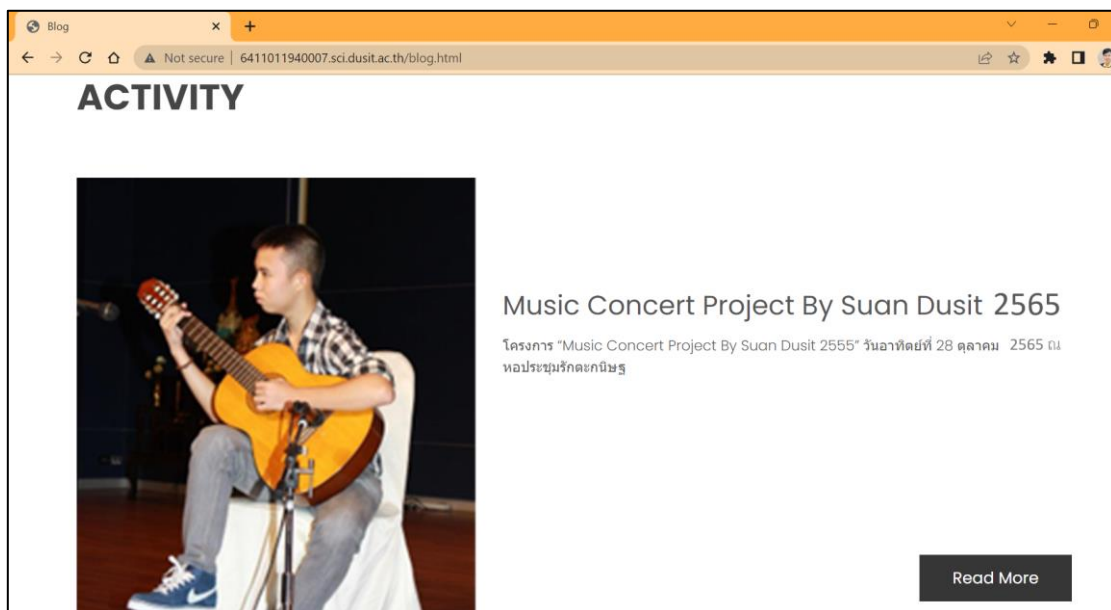 Blog
Not secure | 6411011940007.sci.dusit.ac.th/blog.html
ACTIVITY
Music Concert Project By Suan Dusit 2565
โครงการ “Music Concert Project By Suan Dusit 2555” วันอาทิตย์ที่ 28 ตุลาคม 2565 ณ
หอประชุมรักตะกนิษฐ
Read More